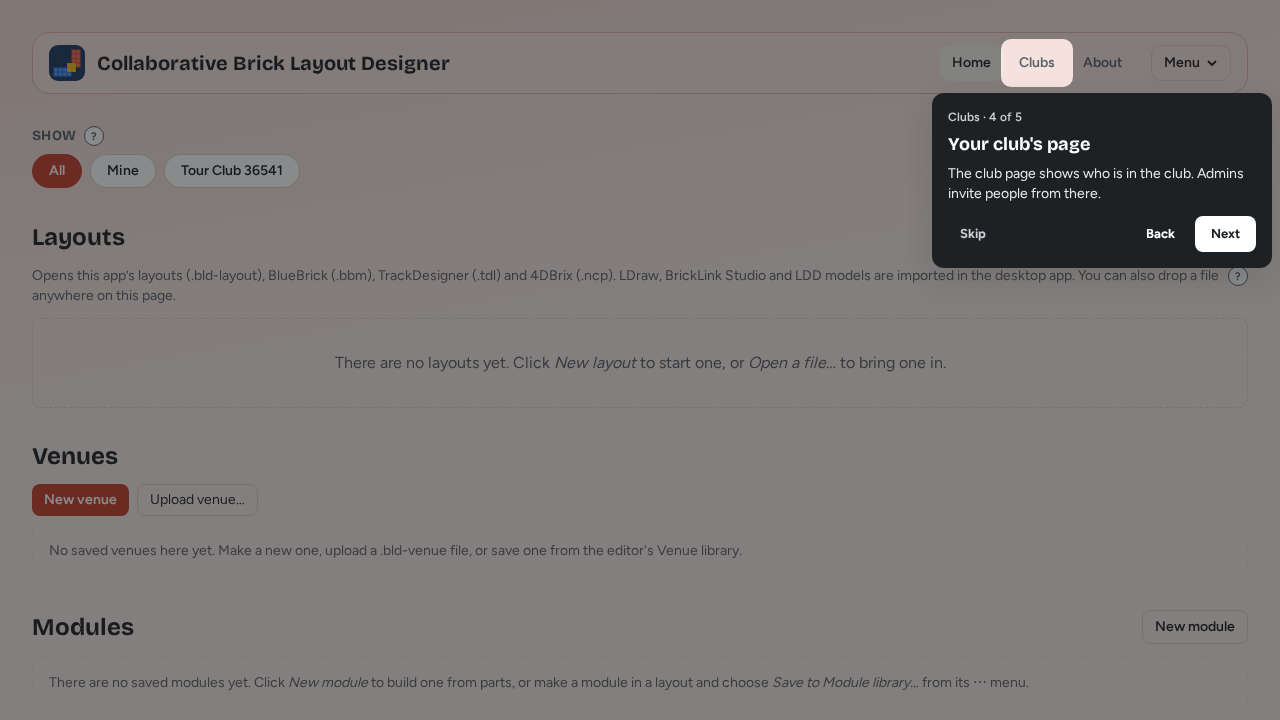 Collaborative Brick Layout Designer
Home
Clubs
About
Menu
SHOW ?
All
Mine
Tour Club 36541
Clubs · 4 of 5
Your club's page
The club page shows who is in the club. Admins
invite people from there.
Skip
Back
Next
Layouts
Opens this app's layouts (.bld-layout), BlueBrick (.bbm), TrackDesigner (.tdl) and 4DBrix (.ncp). LDraw, BrickLink Studio and LDD models are imported in the desktop app. You can also drop a file
anywhere on this page.
?
There are no layouts yet. Click New layout to start one, or Open a file… to bring one in.
Venues
New venue
Upload venue…
No saved venues here yet. Make a new one, upload a .bld-venue file, or save one from the editor's Venue library.
Modules
New module
There are no saved modules yet. Click New module to build one from parts, or make a module in a layout and choose Save to Module library… from its ⋯ menu.